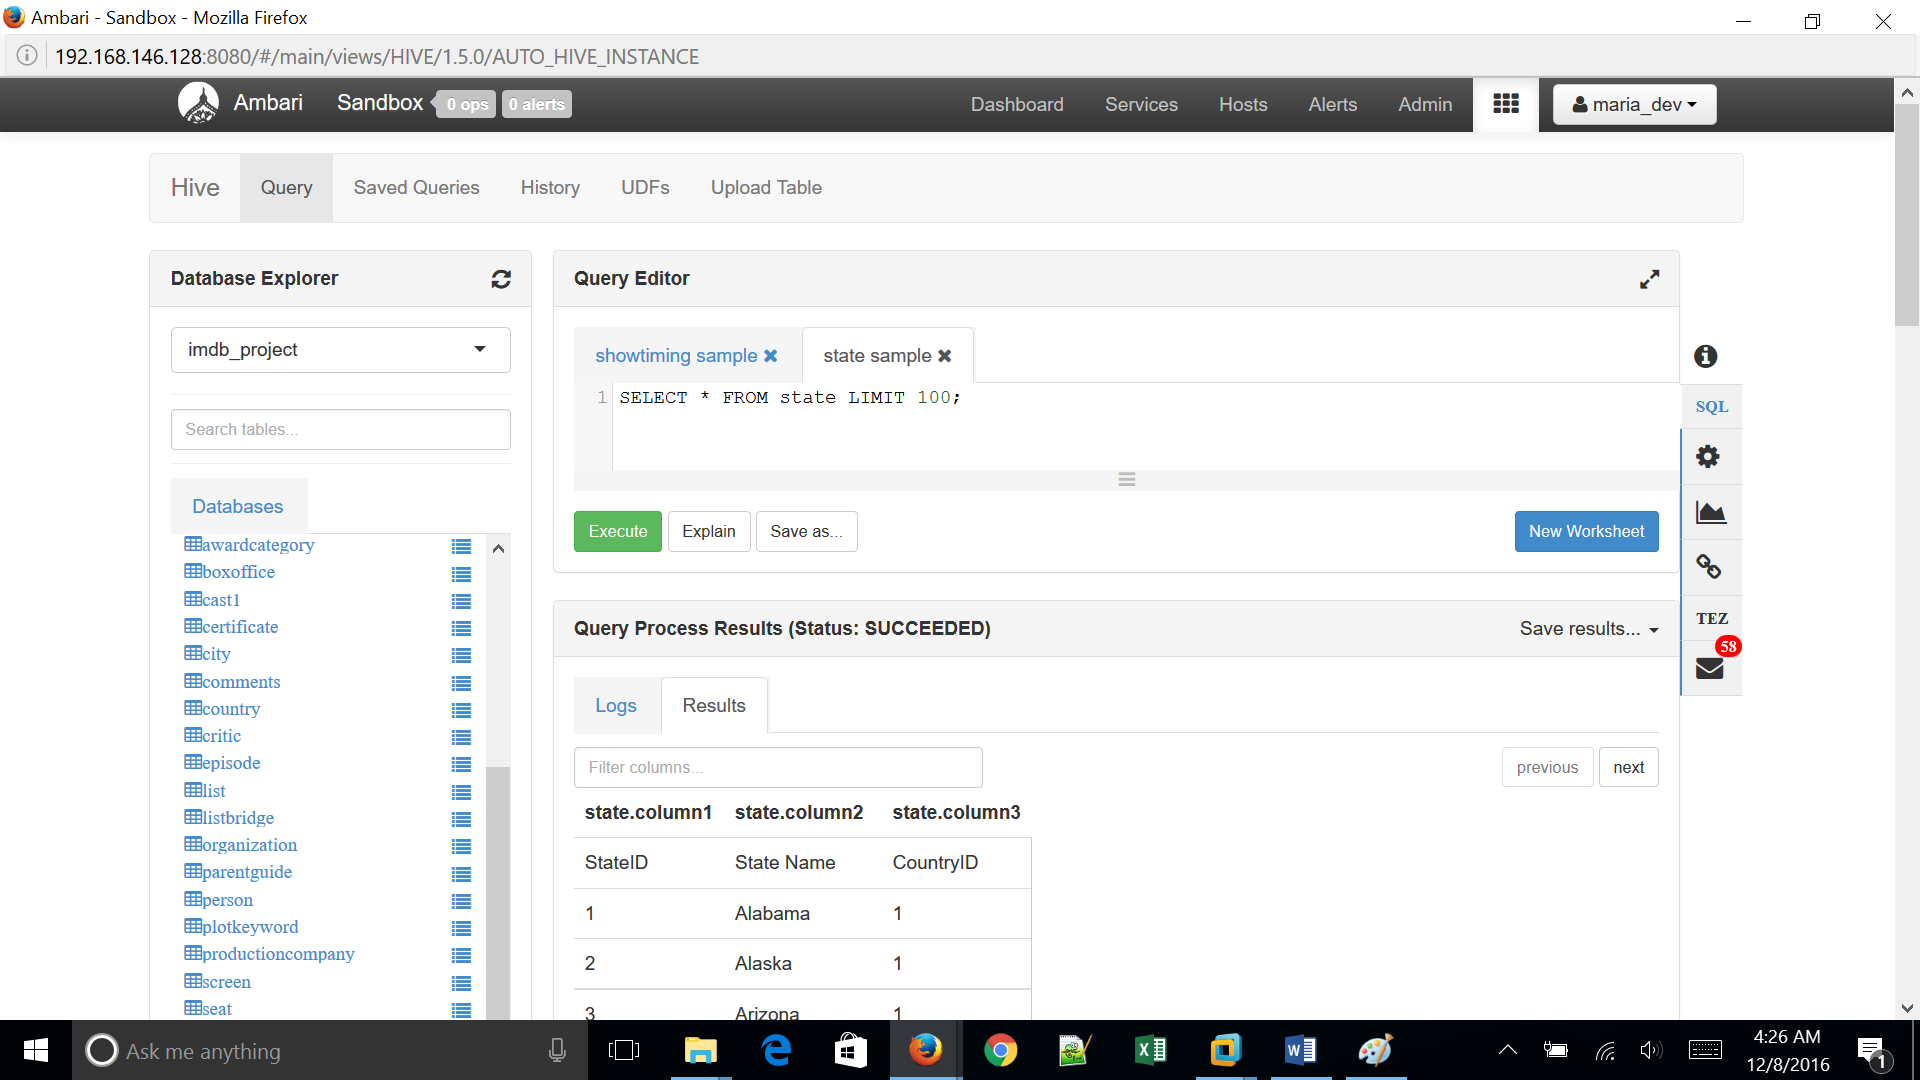 Ambari - Sandbox - Mozilla Firefox
192.168.146.128:8080/#/main/views/HIVE/1.5.0/AUTO_HIVE_INSTANCE
Ambari Sandbox 0 ops 0 alerts Dashboard Services Hosts Alerts Admin maria_dev
Hive Query Saved Queries History UDFs Upload Table
Database Explorer
imdb_project
Search tables...
Databases
awardcategory
boxoffice
cast1
certificate
city
comments
country
critic
episode
list
listbridge
organization
parentguide
person
plotkeyword
productioncompany
screen
seat
Query Editor
showtiming sample state sample
1 SELECT * FROM state LIMIT 100;
Execute Explain Save as... New Worksheet
SQL
TEZ
58
Query Process Results (Status: SUCCEEDED) Save results...
Logs Results
Filter columns... previous next
state.column1 state.column2 state.column3
StateID State Name CountryID
1 Alabama 1
2 Alaska 1
3 Arizona 1
Ask me anything
4:26 AM
12/8/2016
1